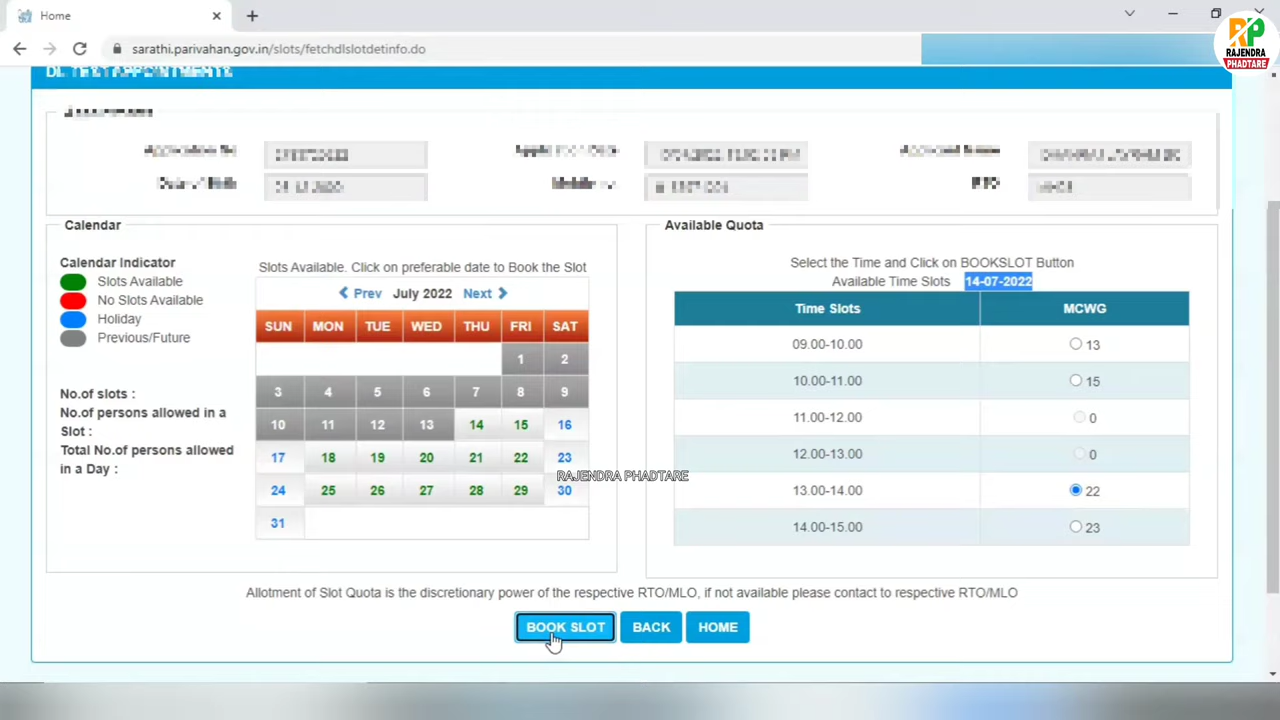 Home
sarathi.parivahan.gov.in/slots/fetchdlslotdetinfo.do
RP
RAJENDRA
PHADTARE
DL TEST APPOINTMENTS
Calendar
Calendar Indicator
Slots Available
No Slots Available
Holiday
Previous/Future
No.of slots :
No.of persons allowed in a
Slot :
Total No.of persons allowed
in a Day :
Slots Available. Click on preferable date to Book the Slot
Prev July 2022 Next
SUN MON TUE WED THU FRI SAT
1 2
3 4 5 6 7 8 9
10 11 12 13 14 15 16
17 18 19 20 21 22 23
24 25 26 27 28 29 30
31
Available Quota
Select the Time and Click on BOOKSLOT Button
Available Time Slots 14-07-2022
Time Slots MCWG
09.00-10.00 13
10.00-11.00 15
11.00-12.00 0
12.00-13.00 0
13.00-14.00 22
14.00-15.00 23
RAJENDRA PHADTARE
Allotment of Slot Quota is the discretionary power of the respective RTO/MLO, if not available please contact to respective RTO/MLO
BOOK SLOT BACK HOME